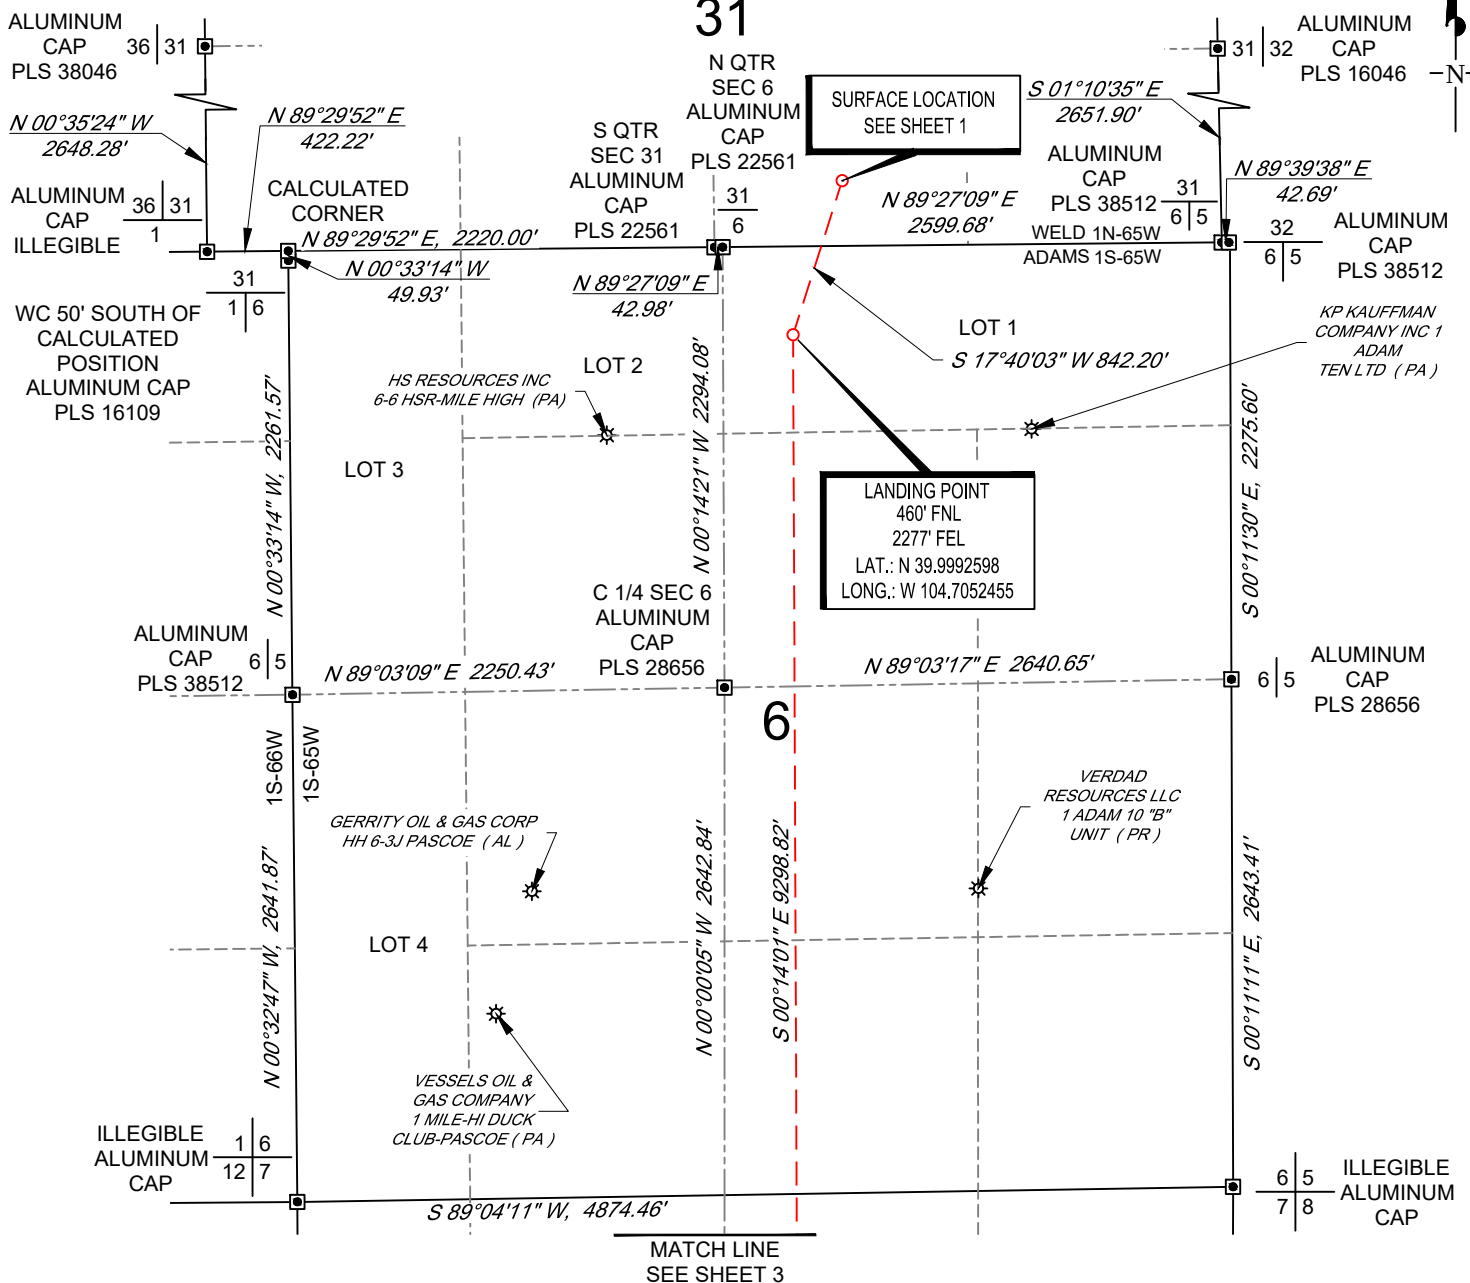 31
ALUMINUM
CAP
PLS 38046
36 31
N QTR
SEC 6
ALUMINUM
CAP
PLS 22561
SURFACE LOCATION
SEE SHEET 1
31 32
ALUMINUM
CAP
PLS 16046
N
N 00°35'24" W
2648.28'
N 89°29'52" E
422.22'
S QTR
SEC 31
ALUMINUM
CAP
PLS 22561
S 01°10'35" E
2651.90'
ALUMINUM
CAP
PLS 38512
31
6 5
N 89°39'38" E
42.69'
ALUMINUM
CAP
ILLEGIBLE
36 31
1
CALCULATED
CORNER
31
6
N 89°27'09" E
2599.68'
32
6 5
ALUMINUM
CAP
PLS 38512
N 89°29'52" E, 2220.00'
WELD 1N-65W
ADAMS 1S-65W
N 00°33'14" W
49.93'
N 89°27'09" E
42.98'
31
1 6
WC 50' SOUTH OF
CALCULATED
POSITION
ALUMINUM CAP
PLS 16109
LOT 1
S 17°40'03" W 842.20'
KP KAUFFMAN
COMPANY INC 1
ADAM
TEN LTD ( PA )
LOT 2
HS RESOURCES INC
6-6 HSR-MILE HIGH (PA)
N 00°33'14" W, 2261.57'
N 00°14'21" W 2294.08'
S 00°11'30" E, 2275.60'
LOT 3
LANDING POINT
460' FNL
2277' FEL
LAT.: N 39.9992598
LONG.: W 104.7052455
C 1/4 SEC 6
ALUMINUM
CAP
PLS 28656
ALUMINUM
CAP
PLS 38512
6 5
N 89°03'09" E 2250.43'
N 89°03'17" E 2640.65'
6 5
ALUMINUM
CAP
PLS 28656
6
1S-66W
1S-65W
GERRITY OIL & GAS CORP
HH 6-3J PASCOE ( AL )
VERDAD
RESOURCES LLC
1 ADAM 10 "B"
UNIT ( PR )
N 00°32'47" W, 2641.87'
N 00°00'05" W 2642.84'
S 00°14'01" E 9298.82'
S 00°11'11" E, 2643.41'
LOT 4
VESSELS OIL &
GAS COMPANY
1 MILE-HI DUCK
CLUB-PASCOE ( PA )
ILLEGIBLE
ALUMINUM
CAP
1 6
12 7
6 5
7 8
ILLEGIBLE
ALUMINUM
CAP
S 89°04'11" W, 4874.46'
MATCH LINE
SEE SHEET 3